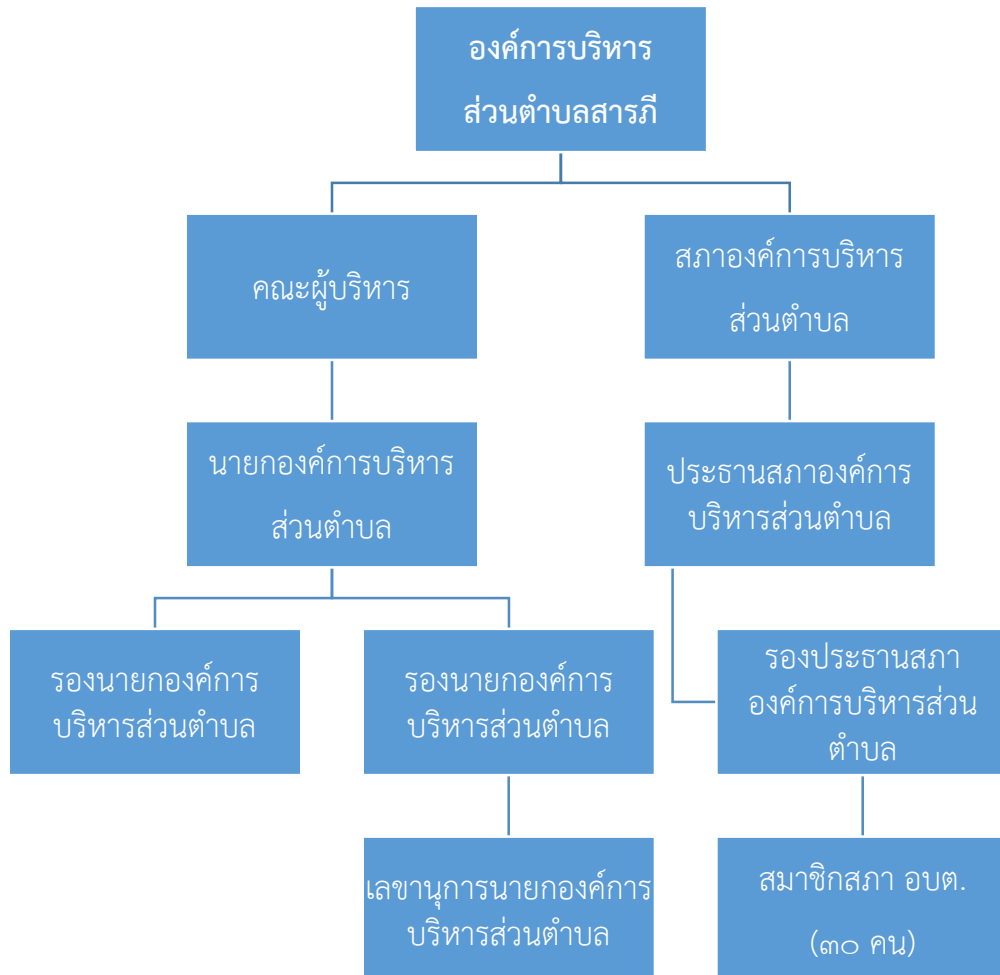 องค์การบริหาร
ส่วนตำบลสารภี
คณะผู้บริหาร
สภาองค์การบริหาร
ส่วนตำบล
นายกองค์การบริหาร
ส่วนตำบล
ประธานสภาองค์การ
บริหารส่วนตำบล
รองนายกองค์การ
บริหารส่วนตำบล
รองนายกองค์การ
บริหารส่วนตำบล
รองประธานสภา
องค์การบริหารส่วน
ตำบล
เลขานุการนายกองค์การ
บริหารส่วนตำบล
สมาชิกสภา อบต.
(๓๐ คน)